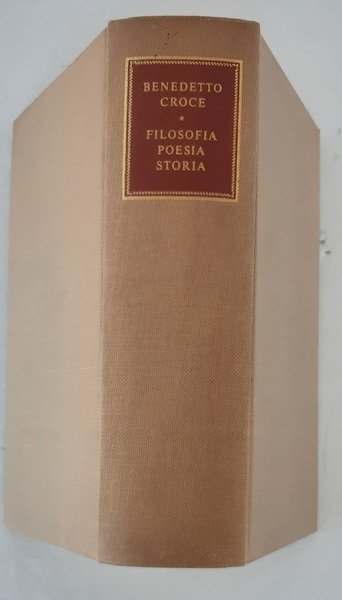 BENEDETTO
CROCE
*
FILOSOFIA
POESIA
STORIA